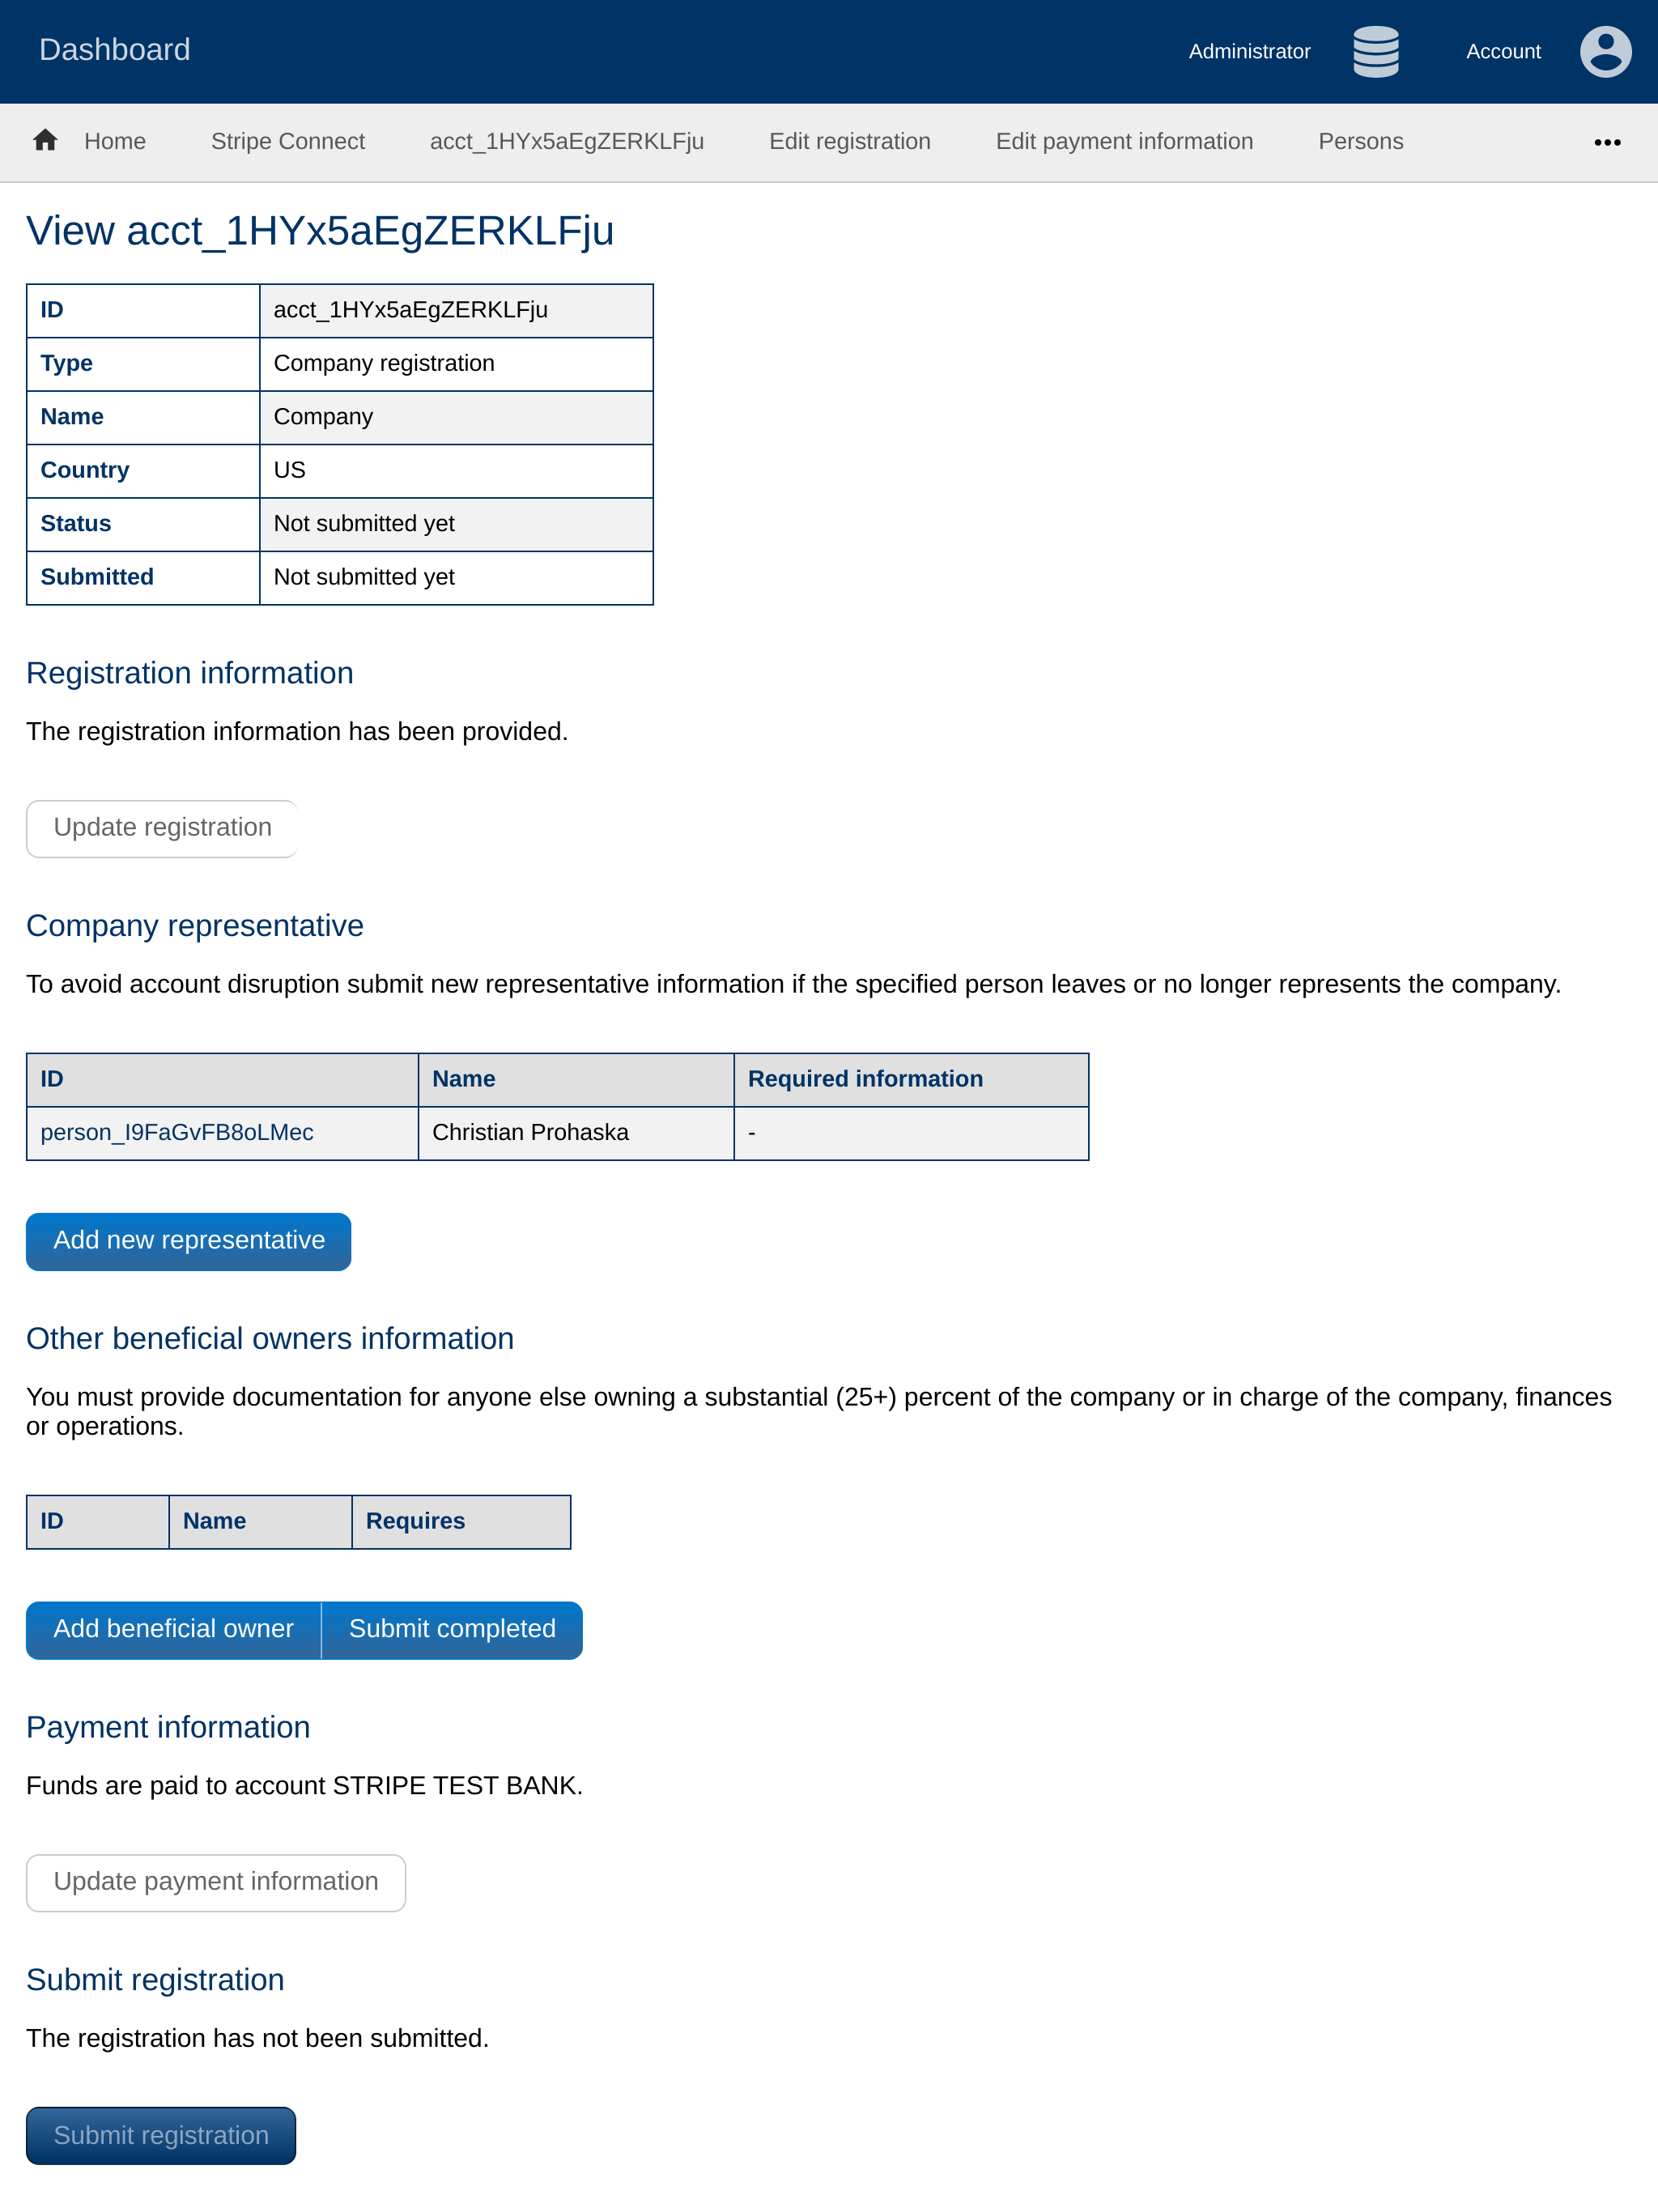 Dashboard Administrator Account
Home Stripe Connect acct_1HYx5aEgZERKLFju Edit registration Edit payment information Persons
View acct_1HYx5aEgZERKLFju
ID acct_1HYx5aEgZERKLFju
Type Company registration
Name Company
Country US
Status Not submitted yet
Submitted Not submitted yet
Registration information
The registration information has been provided.
Update registration
Company representative
To avoid account disruption submit new representative information if the specified person leaves or no longer represents the company.
ID Name Required information
person_I9FaGvFB8oLMec Christian Prohaska -
Add new representative
Other beneficial owners information
You must provide documentation for anyone else owning a substantial (25+) percent of the company or in charge of the company, finances
or operations.
ID Name Requires
Add beneficial owner Submit completed
Payment information
Funds are paid to account STRIPE TEST BANK.
Update payment information
Submit registration
The registration has not been submitted.
Submit registration